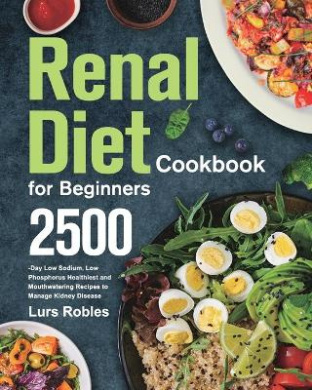 Renal
Diet Cookbook
for Beginners
2500
-Day Low Sodium, Low
Phosphorus Healthiest and
Mouthwatering Recipes to
Manage Kidney Disease
Lurs Robles